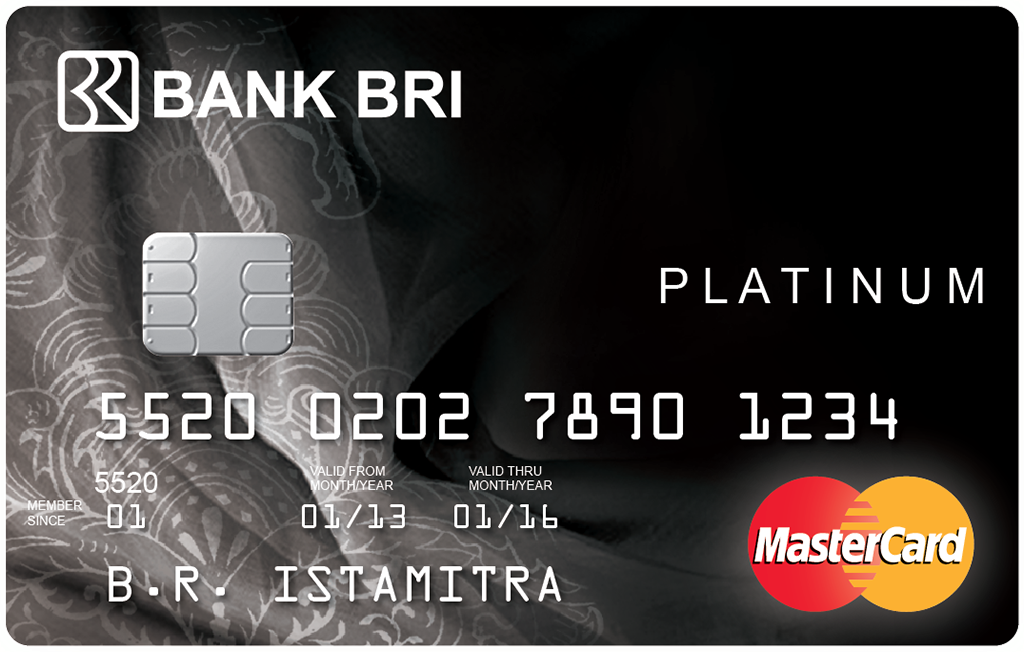 BANK BRI
PLATINUM
5520 0202 7890 1234
5520
VALID FROM
MONTH/YEAR
VALID THRU
MONTH/YEAR
MEMBER
SINCE
01
01/13
01/16
B.R. ISTAMITRA
MasterCard